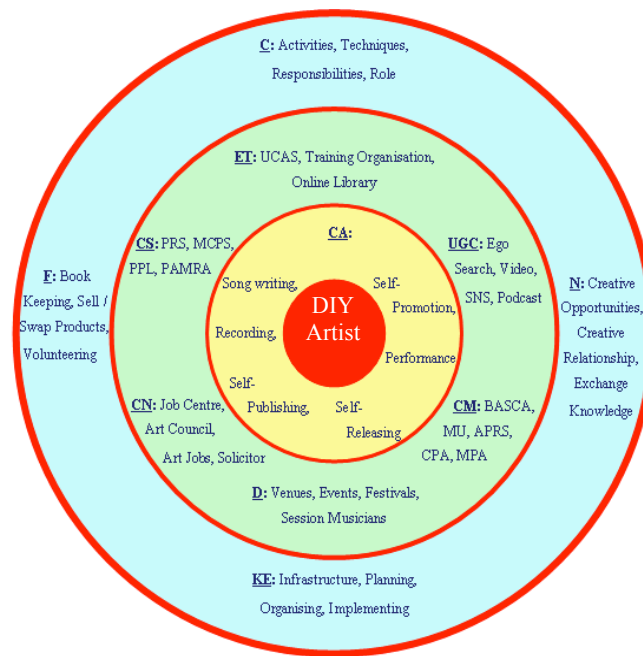 C: Activities, Techniques,
Responsibilities, Role
ET: UCAS, Training Organisation,
Online Library
CA:
CS: PRS, MCPS,
PPL, PAMRA
UGC: Ego
Search, Video,
SNS, Podcast
F: Book
Keeping, Sell /
Swap Products,
Volunteering
N: Creative
Opportunities,
Creative
Relationship,
Exchange
Knowledge
Song writing,
Recording,
Self-
Publishing,
DIY
Artist
Self-
Promotion,
Performance
Self-
Releasing
CN: Job Centre,
Art Council,
Art Jobs, Solicitor
CM: BASCA,
MU, APRS,
CPA, MPA
D: Venues, Events, Festivals,
Session Musicians
KE: Infrastructure, Planning,
Organising, Implementing